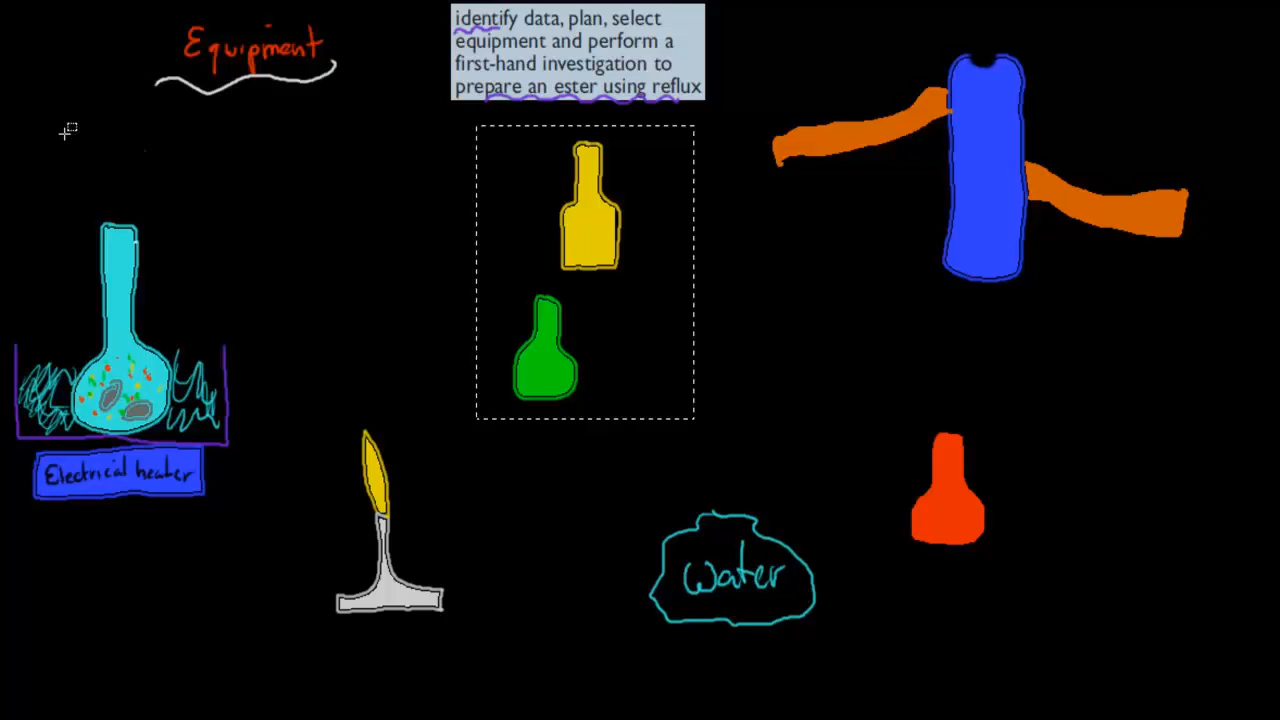 Equipment
identify data, plan, select
equipment and perform a
first-hand investigation to
prepare an ester using reflux
Electrical heater
Water